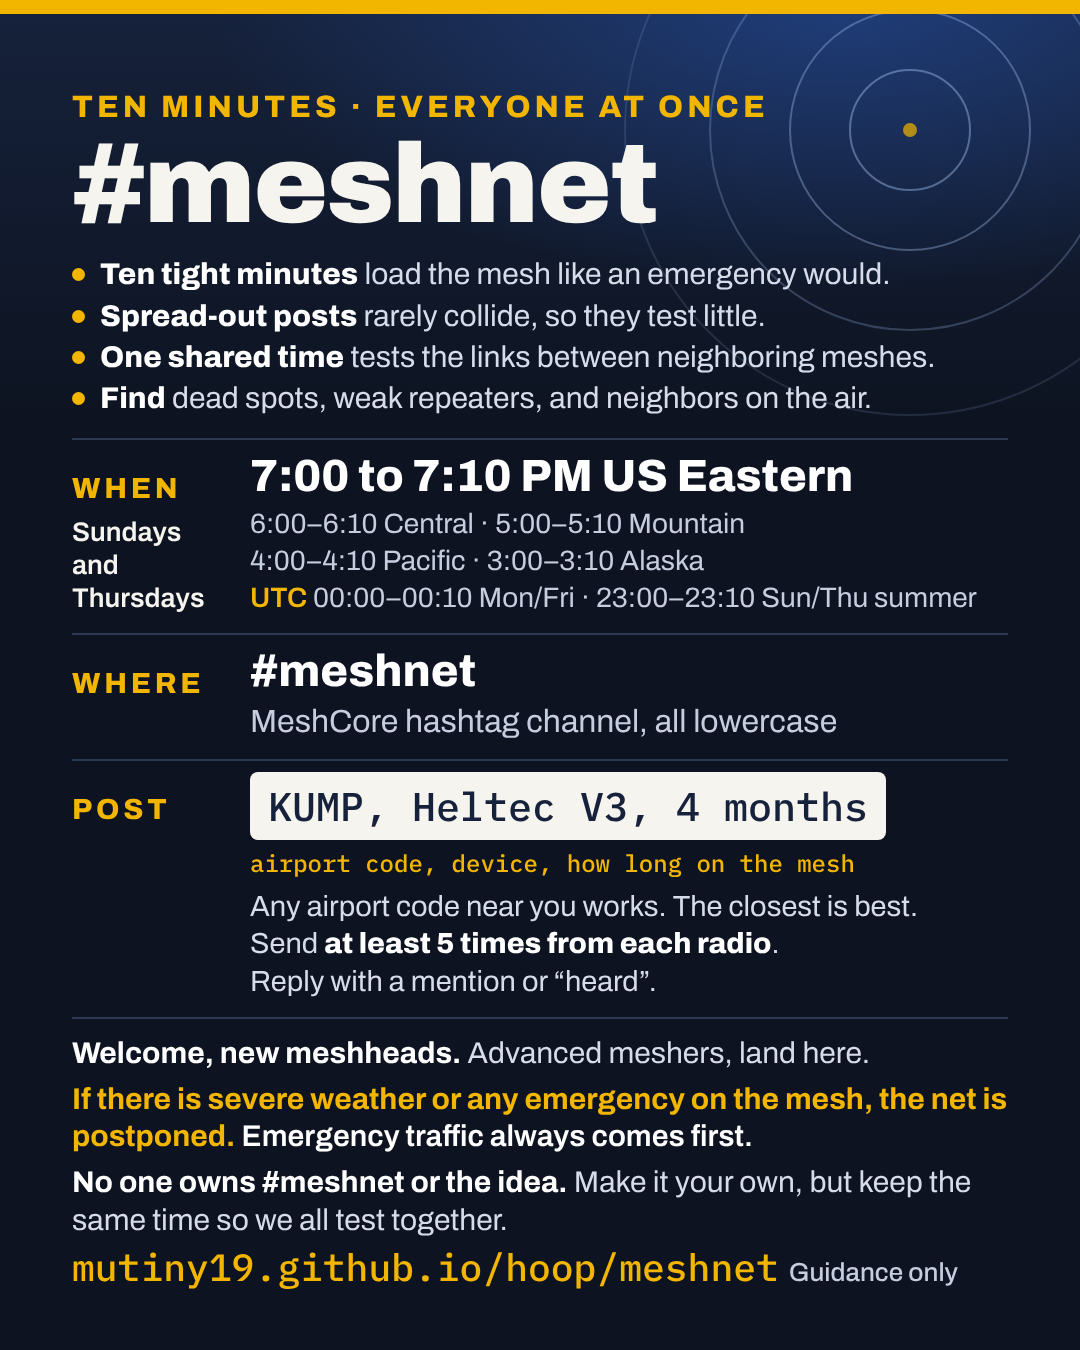 TEN MINUTES · EVERYONE AT ONCE
#meshnet
Ten tight minutes load the mesh like an emergency would.
Spread-out posts rarely collide, so they test little.
One shared time tests the links between neighboring meshes.
Find dead spots, weak repeaters, and neighbors on the air.
WHEN
Sundays
and
Thursdays
7:00 to 7:10 PM US Eastern
6:00–6:10 Central · 5:00–5:10 Mountain
4:00–4:10 Pacific · 3:00–3:10 Alaska
UTC 00:00–00:10 Mon/Fri · 23:00–23:10 Sun/Thu summer
WHERE
#meshnet
MeshCore hashtag channel, all lowercase
POST
KUMP, Heltec V3, 4 months
airport code, device, how long on the mesh
Any airport code near you works. The closest is best.
Send at least 5 times from each radio.
Reply with a mention or “heard”.
Welcome, new meshheads. Advanced meshers, land here.
If there is severe weather or any emergency on the mesh, the net is
postponed. Emergency traffic always comes first.
No one owns #meshnet or the idea. Make it your own, but keep the
same time so we all test together.
mutiny19.github.io/hoop/meshnet Guidance only